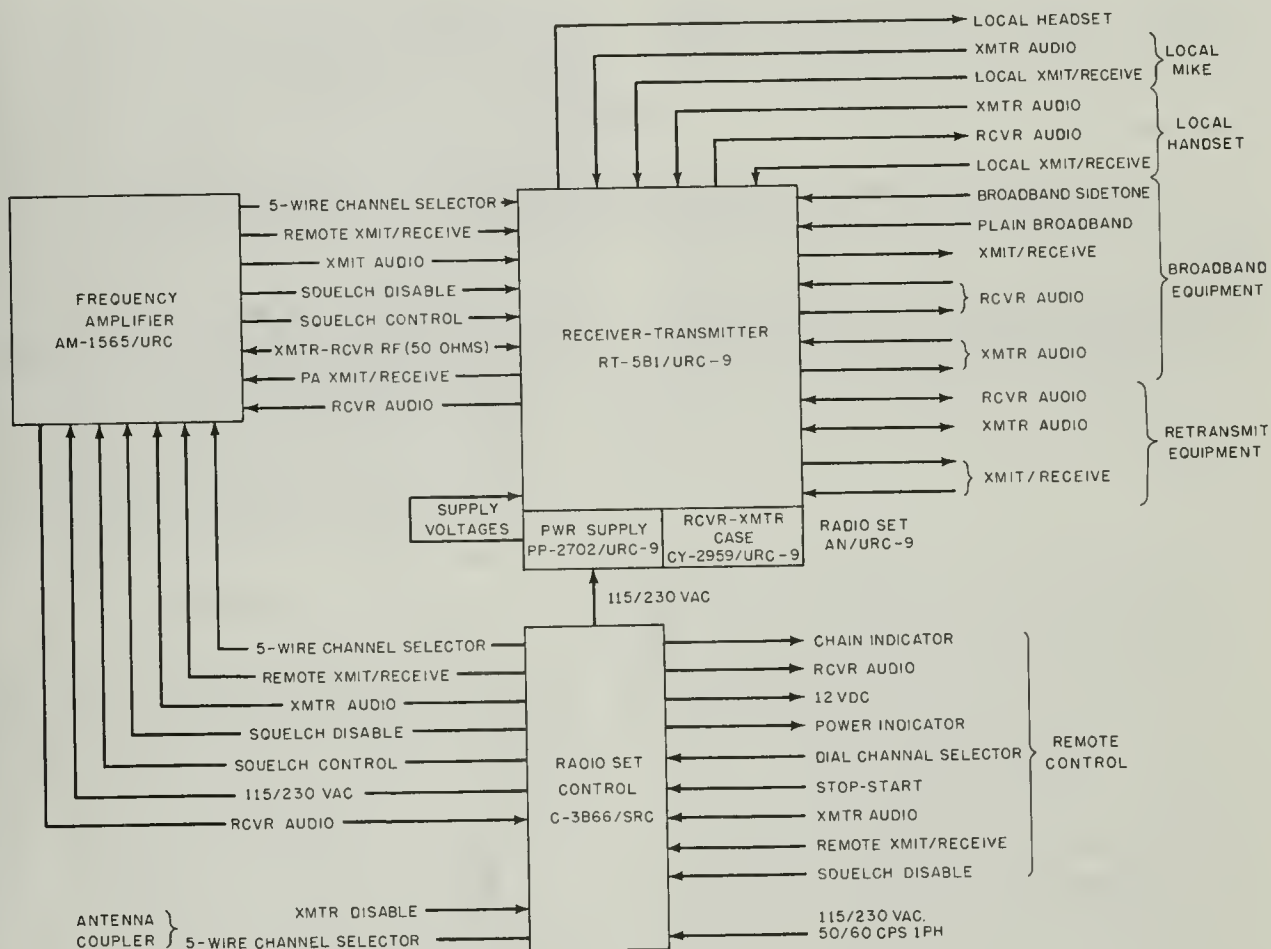 LOCAL HEADSET
XMTR AUDIO
LOCAL XMIT/RECEIVE
LOCAL
MIKE
XMTR AUDIO
RCVR AUDIO
LOCAL XMIT/RECEIVE
LOCAL
HANDSET
BROADBAND SIDETONE
PLAIN BROADBAND
XMIT/RECEIVE
RCVR AUDIO
XMTR AUDIO
BROADBAND
EQUIPMENT
RCVR AUDIO
XMTR AUDIO
XMIT/RECEIVE
RETRANSMIT
EQUIPMENT
FREQUENCY
AMPLIFIER
AM-1565/URC
5-WIRE CHANNEL SELECTOR
REMOTE XMIT/RECEIVE
XMIT AUDIO
SQUELCH DISABLE
SQUELCH CONTROL
XMTR-RCVR RF (50 OHMS)
PA XMIT/RECEIVE
RCVR AUDIO
RECEIVER-TRANSMITTER
RT-5B1/URC-9
SUPPLY
VOLTAGES
PWR SUPPLY
PP-2702/URC-9
RCVR-XMTR
CASE
CY-2959/URC-9
RADIO SET
AN/URC-9
115/230 VAC
5-WIRE CHANNEL SELECTOR
REMOTE XMIT/RECEIVE
XMTR AUDIO
SQUELCH DISABLE
SQUELCH CONTROL
115/230 VAC
RCVR AUDIO
RADIO SET
CONTROL
C-3B66/SRC
CHAIN INDICATOR
RCVR AUDIO
12 VDC
POWER INDICATOR
DIAL CHANNAL SELECTOR
STOP-START
XMTR AUDIO
REMOTE XMIT/RECEIVE
SQUELCH DISABLE
REMOTE
CONTROL
ANTENNA
COUPLER
XMTR DISABLE
5-WIRE CHANNEL SELECTOR
115/230 VAC.
50/60 CPS 1PH